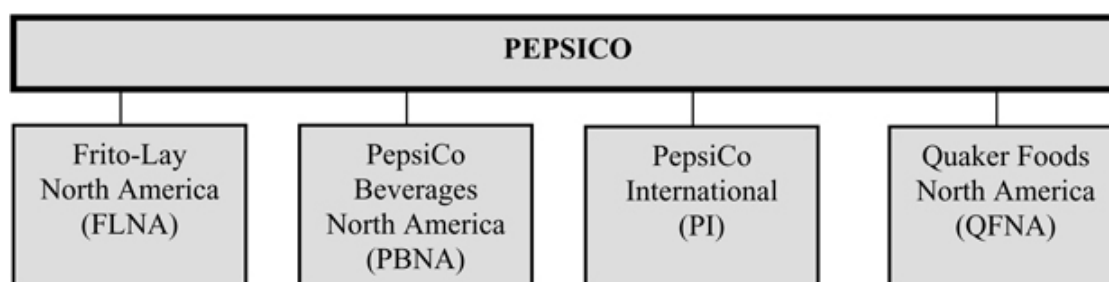 PEPSICO
Frito-Lay
North America
(FLNA)
PepsiCo
Beverages
North America
(PBNA)
PepsiCo
International
(PI)
Quaker Foods
North America
(QFNA)